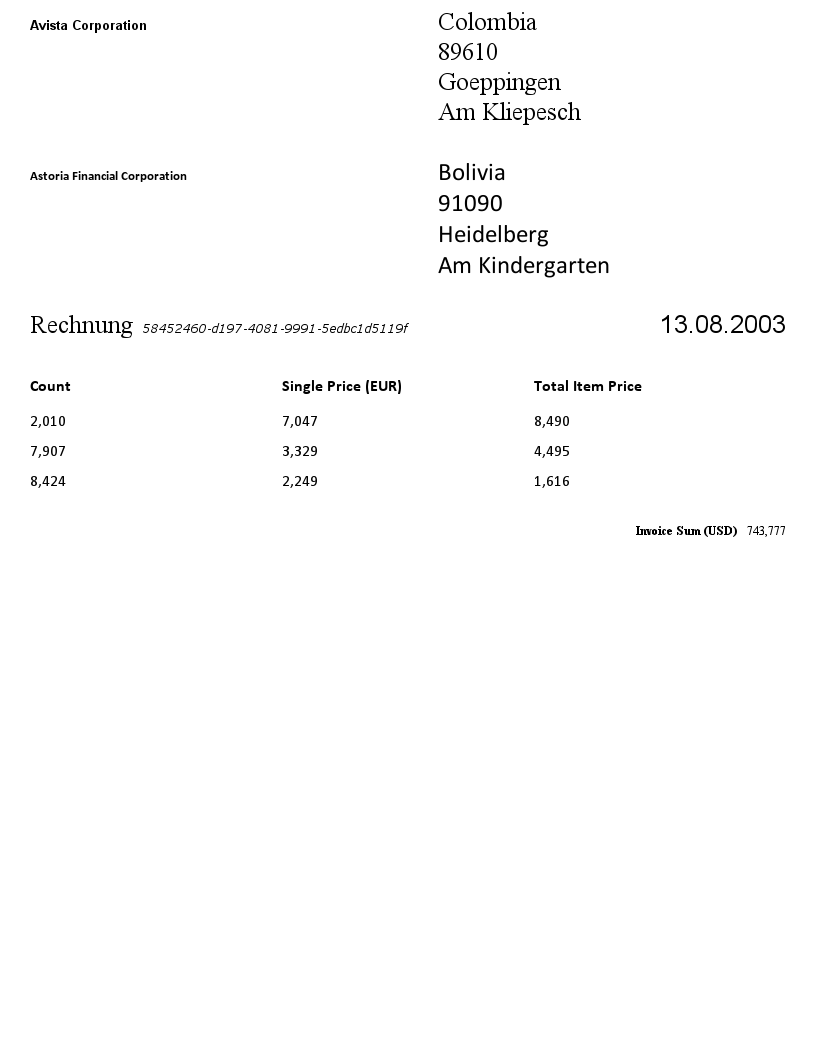 Avista Corporation
Colombia
89610
Goeppingen
Am Kliepesch
Astoria Financial Corporation
Bolivia
91090
Heidelberg
Am Kindergarten
Rechnung 58452460-d197-4081-9991-5edbc1d5119f 13.08.2003
Count Single Price (EUR) Total Item Price
2,010 7,047 8,490
7,907 3,329 4,495
8,424 2,249 1,616
Invoice Sum (USD) 743,777